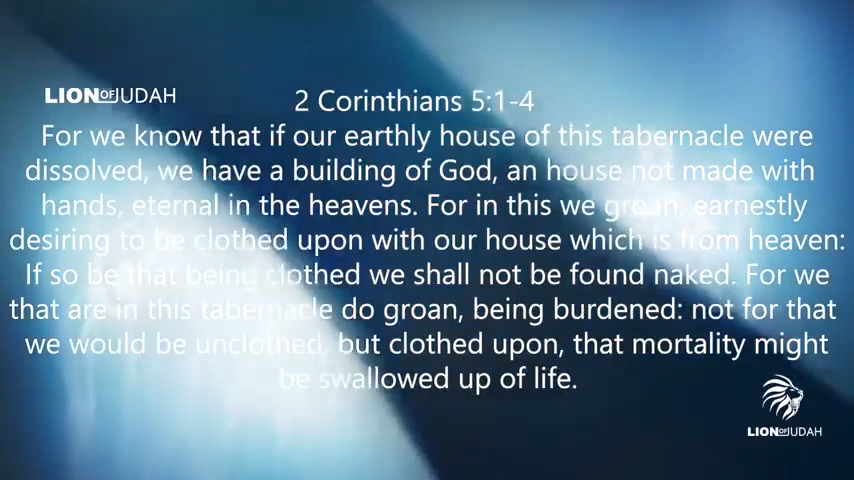 LION OF JUDAH
2 Corinthians 5:1-4
For we know that if our earthly house of this tabernacle were
dissolved, we have a building of God, an house not made with
hands, eternal in the heavens. For in this we groan, earnestly
desiring to be clothed upon with our house which is from heaven:
If so be that being clothed we shall not be found naked. For we
that are in this tabernacle do groan, being burdened: not for that
we would be unclothed, but clothed upon, that mortality might
be swallowed up of life.
LION OF JUDAH